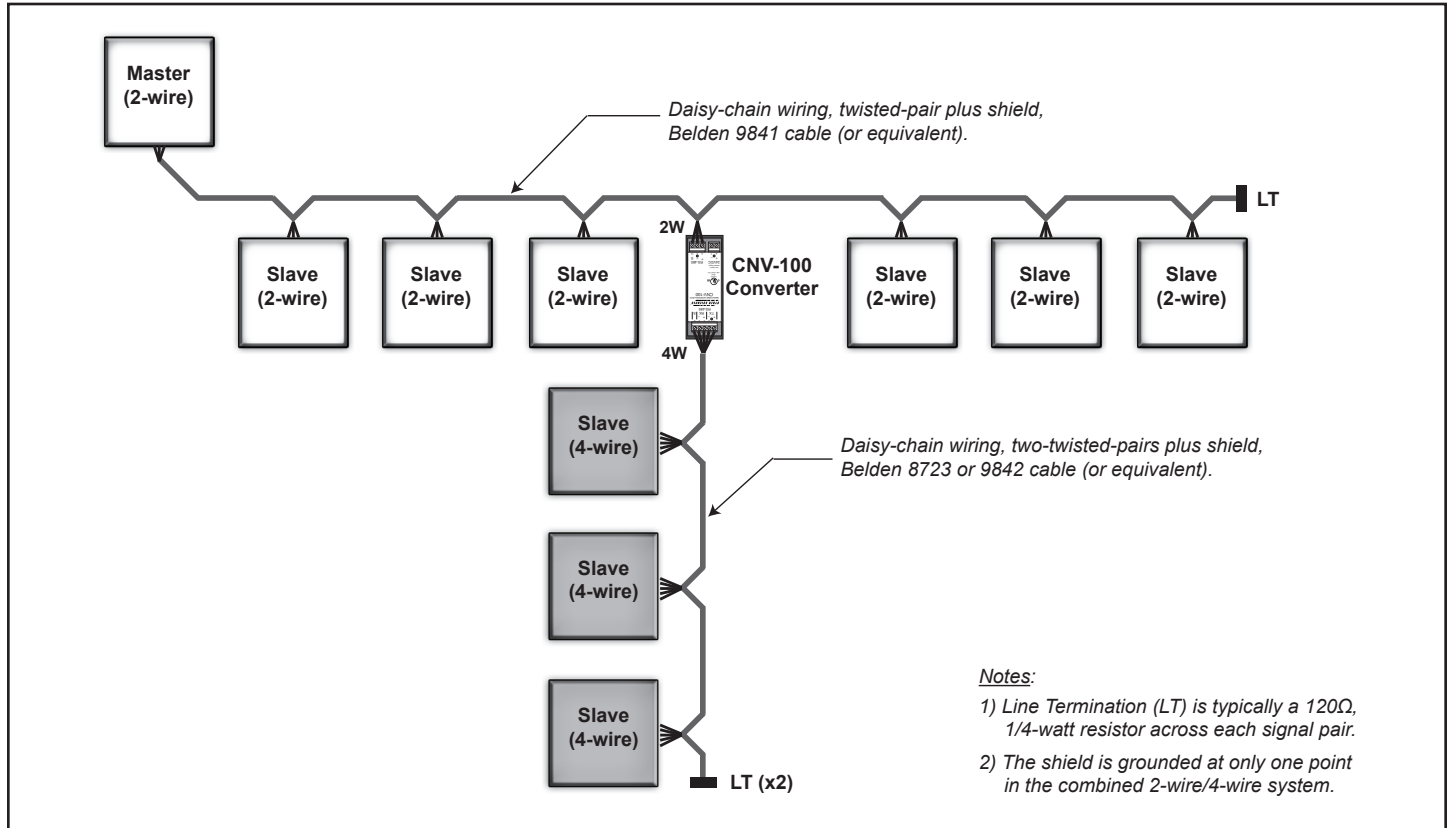 Master
(2-wire)
Daisy-chain wiring, twisted-pair plus shield,
Belden 9841 cable (or equivalent).
LT
2W
Slave
(2-wire)
Slave
(2-wire)
Slave
(2-wire)
CNV-100
Converter
Slave
(2-wire)
Slave
(2-wire)
Slave
(2-wire)
4W
Slave
(4-wire)
Daisy-chain wiring, two-twisted-pairs plus shield,
Belden 8723 or 9842 cable (or equivalent).
Slave
(4-wire)
Slave
(4-wire)
LT (x2)
Notes:
1) Line Termination (LT) is typically a 120Ω,
1/4-watt resistor across each signal pair.
2) The shield is grounded at only one point
in the combined 2-wire/4-wire system.